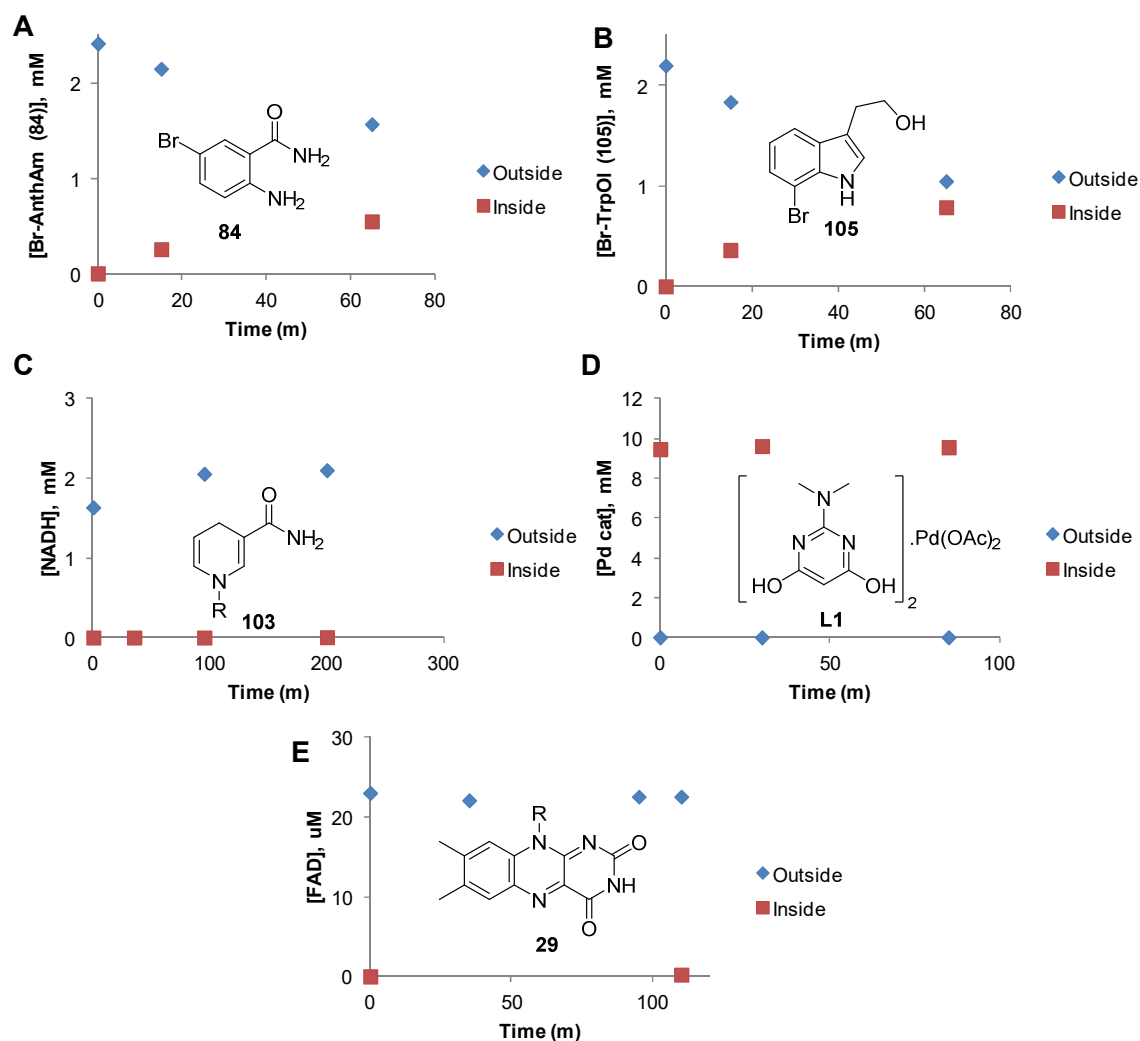 A
[Br-AnthAm (84)], mM
2
1
0
0 20 40 60 80
Time (m)
Br
O
NH2
NH2
84
Outside
Inside
B
[Br-TrpOl (105)], mM
2
1
0
0 20 40 60 80
Time (m)
OH
N
H
Br
105
Outside
Inside
C
[NADH], mM
3
2
1
0
0 100 200 300
Time (m)
O
NH2
N
R
103
Outside
Inside
D
[Pd cat], mM
12
10
8
6
4
2
0
0 50 100
Time (m)
N
N N
HO OH
2
.Pd(OAc)2
L1
Outside
Inside
E
[FAD], uM
30
20
10
0
0 50 100
Time (m)
R
N N O
NH
N
O
29
Outside
Inside